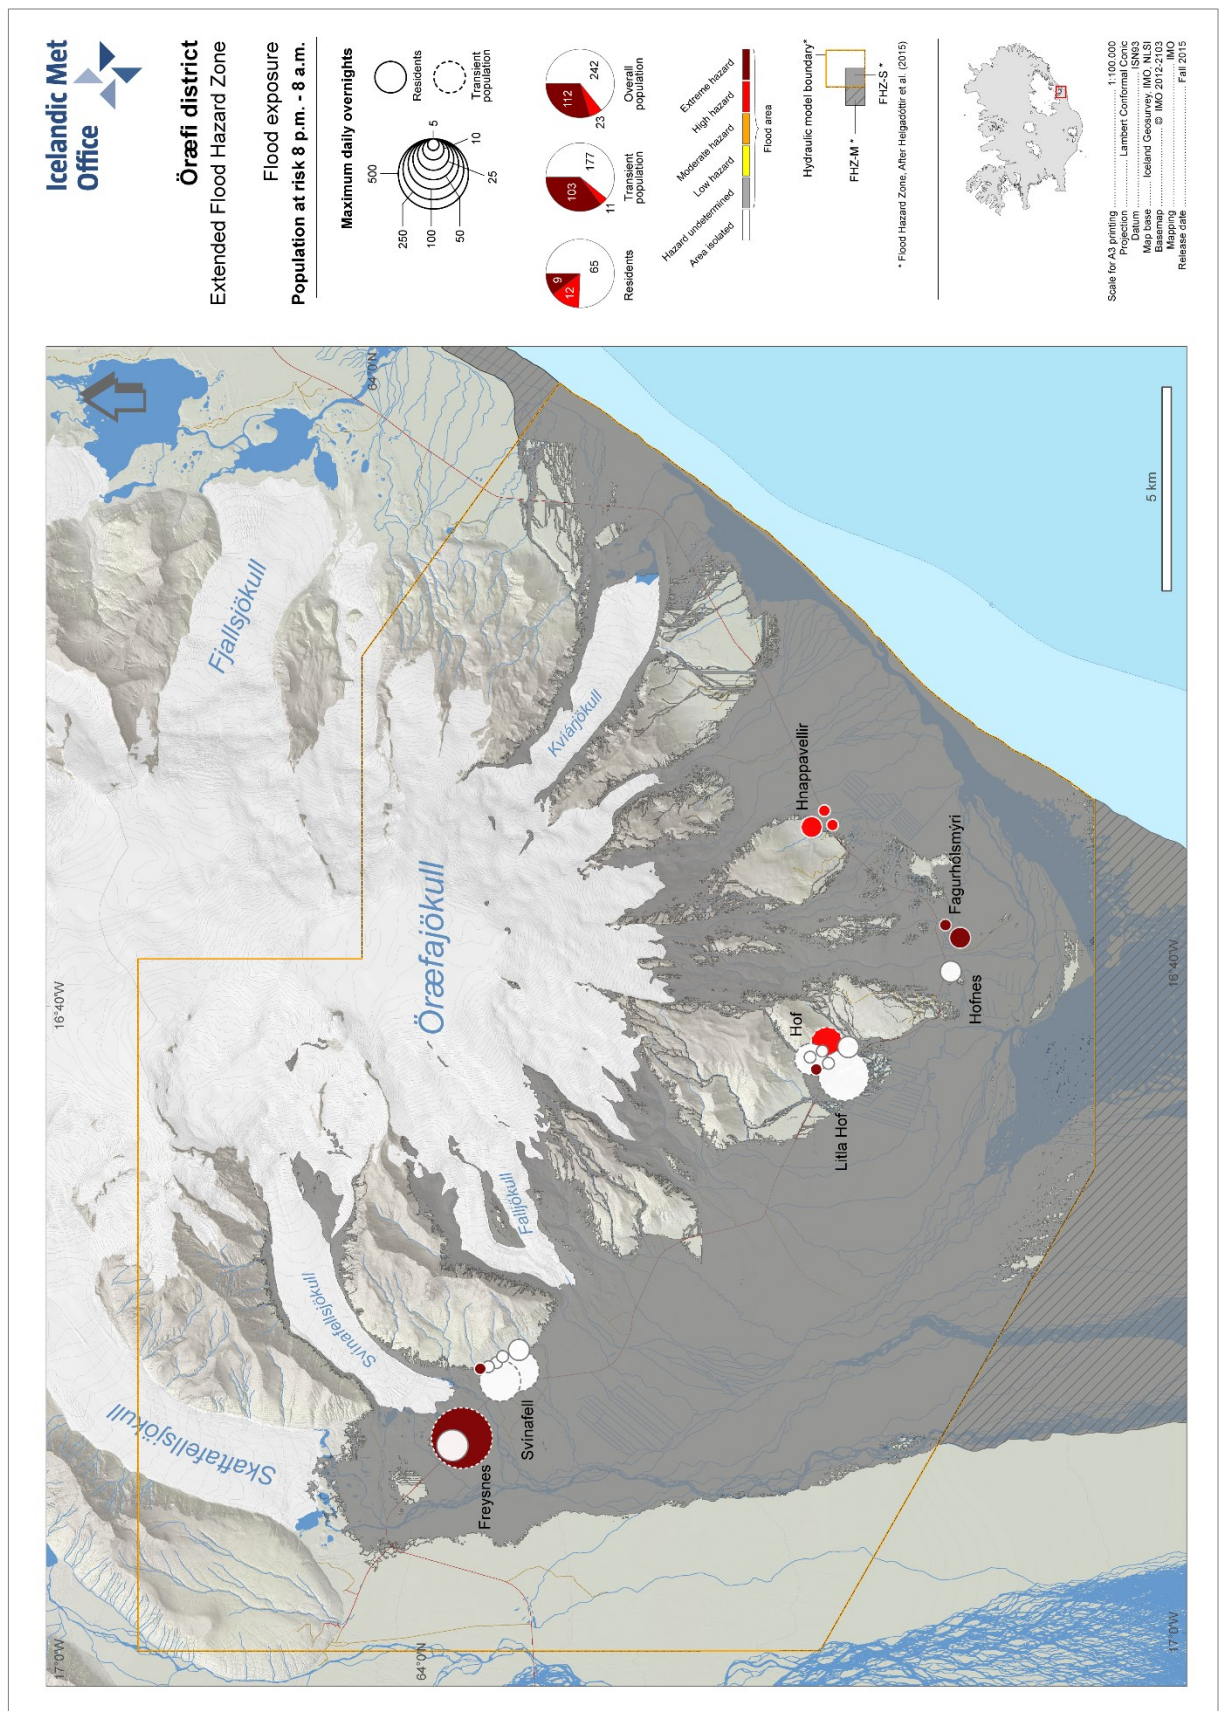 Icelandic Met
Office
Öræfi district
Extended Flood Hazard Zone
Flood exposure
Population at risk 8 p.m. - 8 a.m.
Maximum daily overnights
500
250
100
50
5
10
25
Residents
Transient
population
9
12
65
Residents
103
177
11
Transient
population
112
242
23
Overall
population
Area isolated
Hazard undetermined
Low hazard
Moderate hazard
High hazard
Extreme hazard
Flood area
Hydraulic model boundary*
FHZ-M *
FHZ-S *
* Flood Hazard Zone. After Helgadóttir et al. (2015)
Scale for A3 printing 1:100.000
Projection Lambert Conformal Conic
Datum ISN93
Map base Iceland Geosurvey, IMO, NLSI
Basemap © IMO 2012-2103
Mapping IMO
Release date Fall 2015
17°0'W
16°40'W
64°0'N
Fjallsjökull
Kvíárjökull
Öræfajökull
Falljökull
Svínafellsjökull
Skaftafellsjökull
Freysnes
Svínafell
Litla Hof
Hof
Hofnes
Fagurhólsmýri
Hnappavellir
5 km
64°0'N
17°0'W
16°40'W